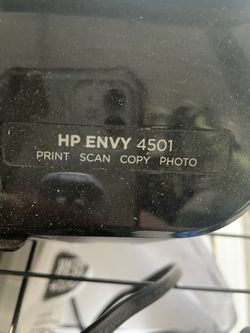 HP ENVY 4501
PRINT SCAN COPY PHOTO